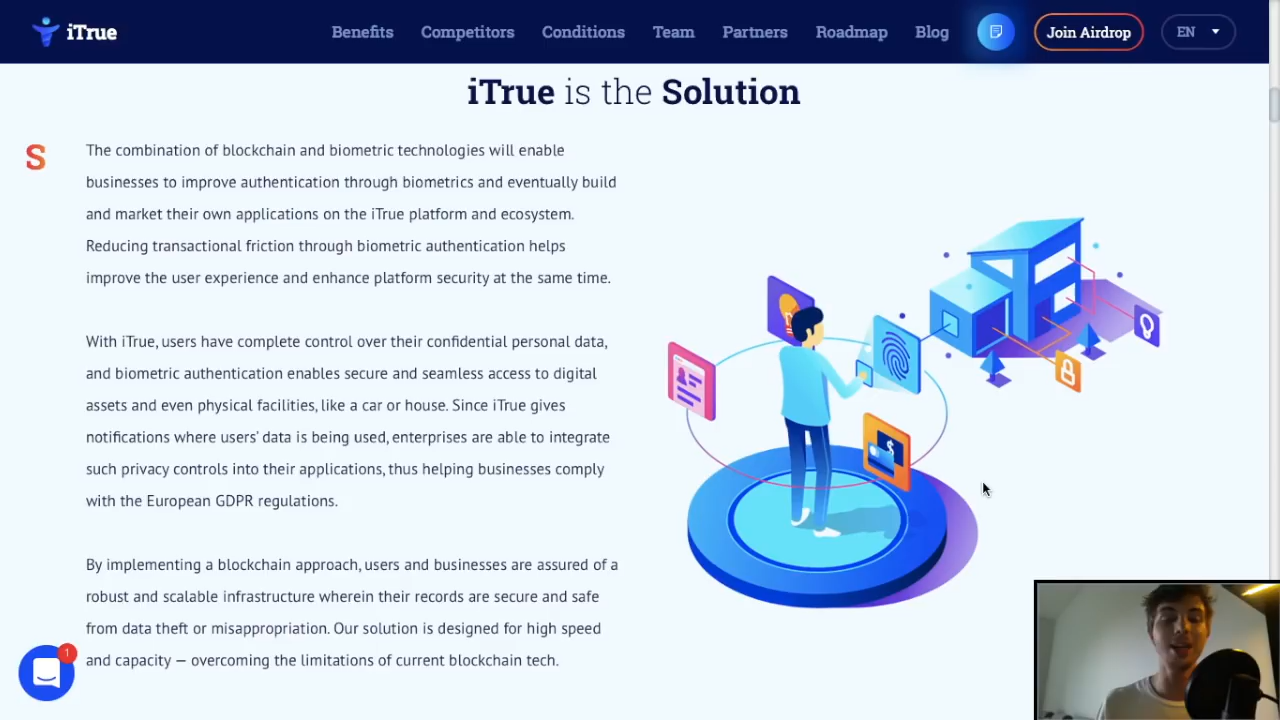 iTrue
Benefits
Competitors
Conditions
Team
Partners
Roadmap
Blog
Join Airdrop
EN
iTrue is the Solution
S
The combination of blockchain and biometric technologies will enable
businesses to improve authentication through biometrics and eventually build
and market their own applications on the iTrue platform and ecosystem.
Reducing transactional friction through biometric authentication helps
improve the user experience and enhance platform security at the same time.
With iTrue, users have complete control over their confidential personal data,
and biometric authentication enables secure and seamless access to digital
assets and even physical facilities, like a car or house. Since iTrue gives
notifications where users' data is being used, enterprises are able to integrate
such privacy controls into their applications, thus helping businesses comply
with the European GDPR regulations.
By implementing a blockchain approach, users and businesses are assured of a
robust and scalable infrastructure wherein their records are secure and safe
from data theft or misappropriation. Our solution is designed for high speed
and capacity — overcoming the limitations of current blockchain tech.
$
1